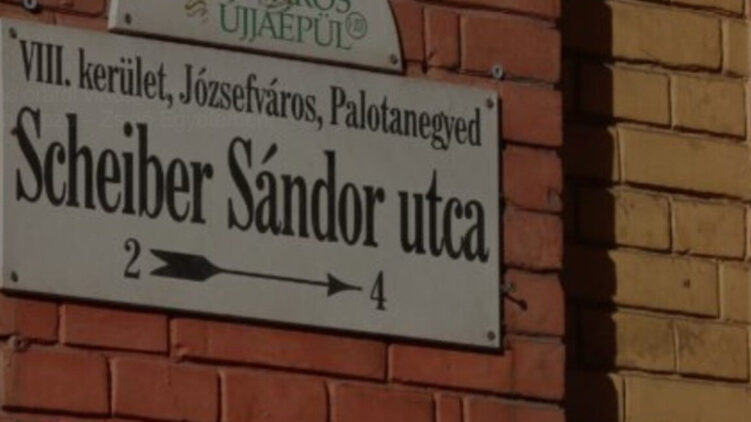 ÚJJÁÉPÜL
VIII. kerület, Józsefváros, Palotanegyed
Scheiber Sándor utca
2 4